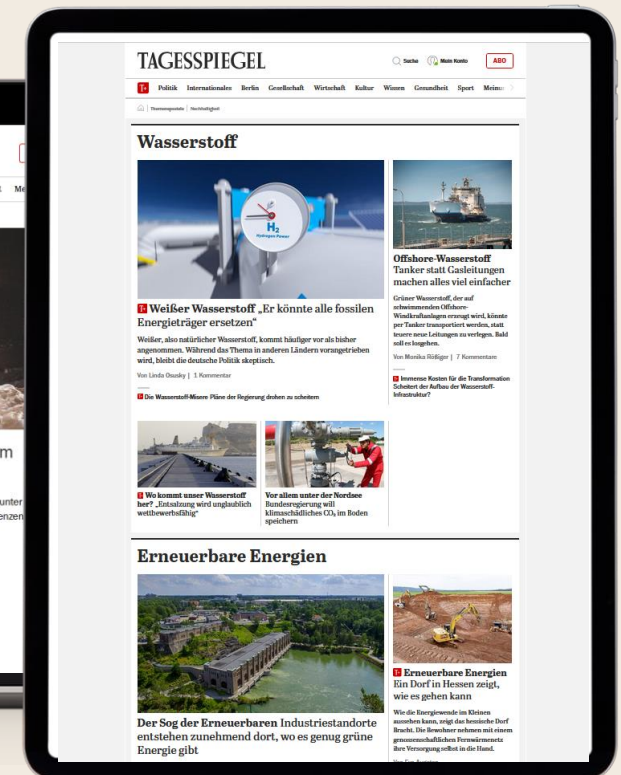 TAGESSPIEGEL
Suche
Mein Konto
ABO
T+ Politik Internationales Berlin Gesellschaft Wirtschaft Kultur Wissen Gesundheit Sport Meinu
Themenportale Nachhaltigkeit
Wasserstoff
H₂
Hydrogen Power
T+ Weißer Wasserstoff „Er könnte alle fossilen
Energieträger ersetzen“
Weißer, also natürlicher Wasserstoff, kommt häufiger vor als bisher
angenommen. Während das Thema in anderen Ländern vorangetrieben
wird, bleibt die deutsche Politik skeptisch.
Von Linda Osusky | 1 Kommentar
Die Wasserstoff-Misere Pläne der Regierung drohen zu scheitern
Offshore-Wasserstoff
Tanker statt Gasleitungen
machen alles viel einfacher
Grüner Wasserstoff, der auf
schwimmenden Offshore-
Windkraftanlagen erzeugt wird, könnte
per Tanker transportiert werden, statt
teuere neue Leitungen zu verlegen. Bald
soll es losgehen.
Von Monika Rößiger | 7 Kommentare
Immense Kosten für die Transformation
Scheitert der Aufbau der Wasserstoff-
Infrastruktur?
Wo kommt unser Wasserstoff
her? „Entsalzung wird unglaublich
wettbewerbsfähig“
Vor allem unter der Nordsee
Bundesregierung will
klimaschädliches CO₂ im Boden
speichern
Erneuerbare Energien
Der Sog der Erneuerbaren Industriestandorte
entstehen zunehmend dort, wo es genug grüne
Energie gibt
T+ Erneuerbare Energien
Ein Dorf in Hessen zeigt,
wie es gehen kann
Wie die Energiewende im Kleinen
aussehen kann, zeigt das hessische Dorf
Bracht. Die Bewohner nehmen mit einem
genossenschaftlichen Fernwärmenetz
ihre Versorgung selbst in die Hand.
Me
m
unter
enzen